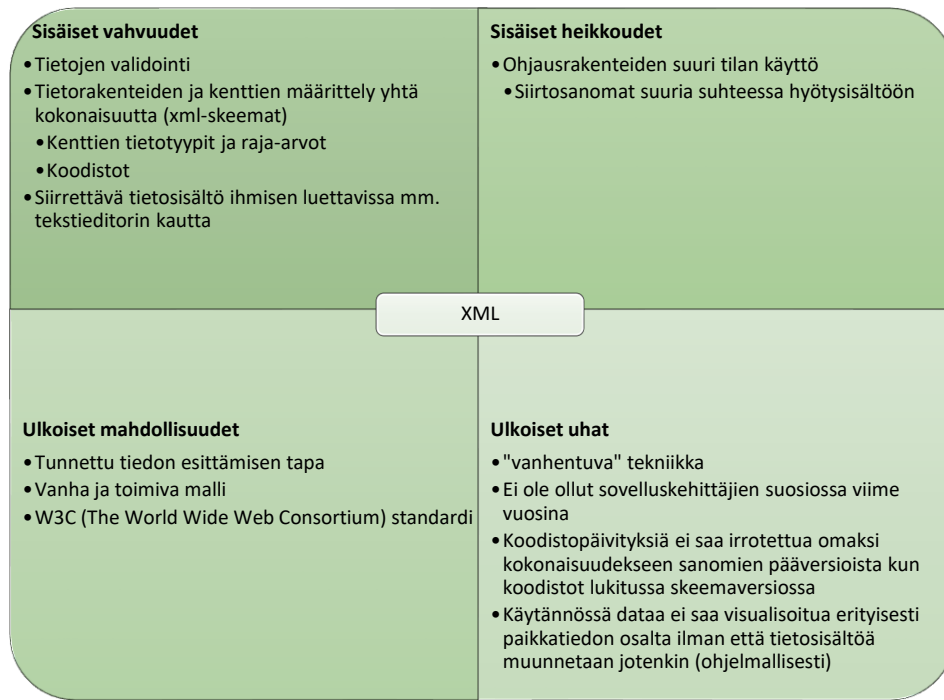 Sisäiset vahvuudet
•Tietojen validointi
•Tietorakenteiden ja kenttien määrittely yhtä
kokonaisuutta (xml-skeemat)
•Kenttien tietotyypit ja raja-arvot
•Koodistot
•Siirrettävä tietosisältö ihmisen luettavissa mm.
tekstieditorin kautta
Sisäiset heikkoudet
•Ohjausrakenteiden suuri tilan käyttö
•Siirtosanomat suuria suhteessa hyötysisältöön
XML
Ulkoiset mahdollisuudet
•Tunnettu tiedon esittämisen tapa
•Vanha ja toimiva malli
•W3C (The World Wide Web Consortium) standardi
Ulkoiset uhat
•"vanhentuva" tekniikka
•Ei ole ollut sovelluskehittäjien suosiossa viime
vuosina
•Koodistopäivityksiä ei saa irrotettua omaksi
kokonaisuudekseen sanomien pääversioista kun
koodistot lukitussa skeemaversiossa
•Käytännössä dataa ei saa visualisoitua erityisesti
paikkatiedon osalta ilman että tietosisältöä
muunnetaan jotenkin (ohjelmallisesti)